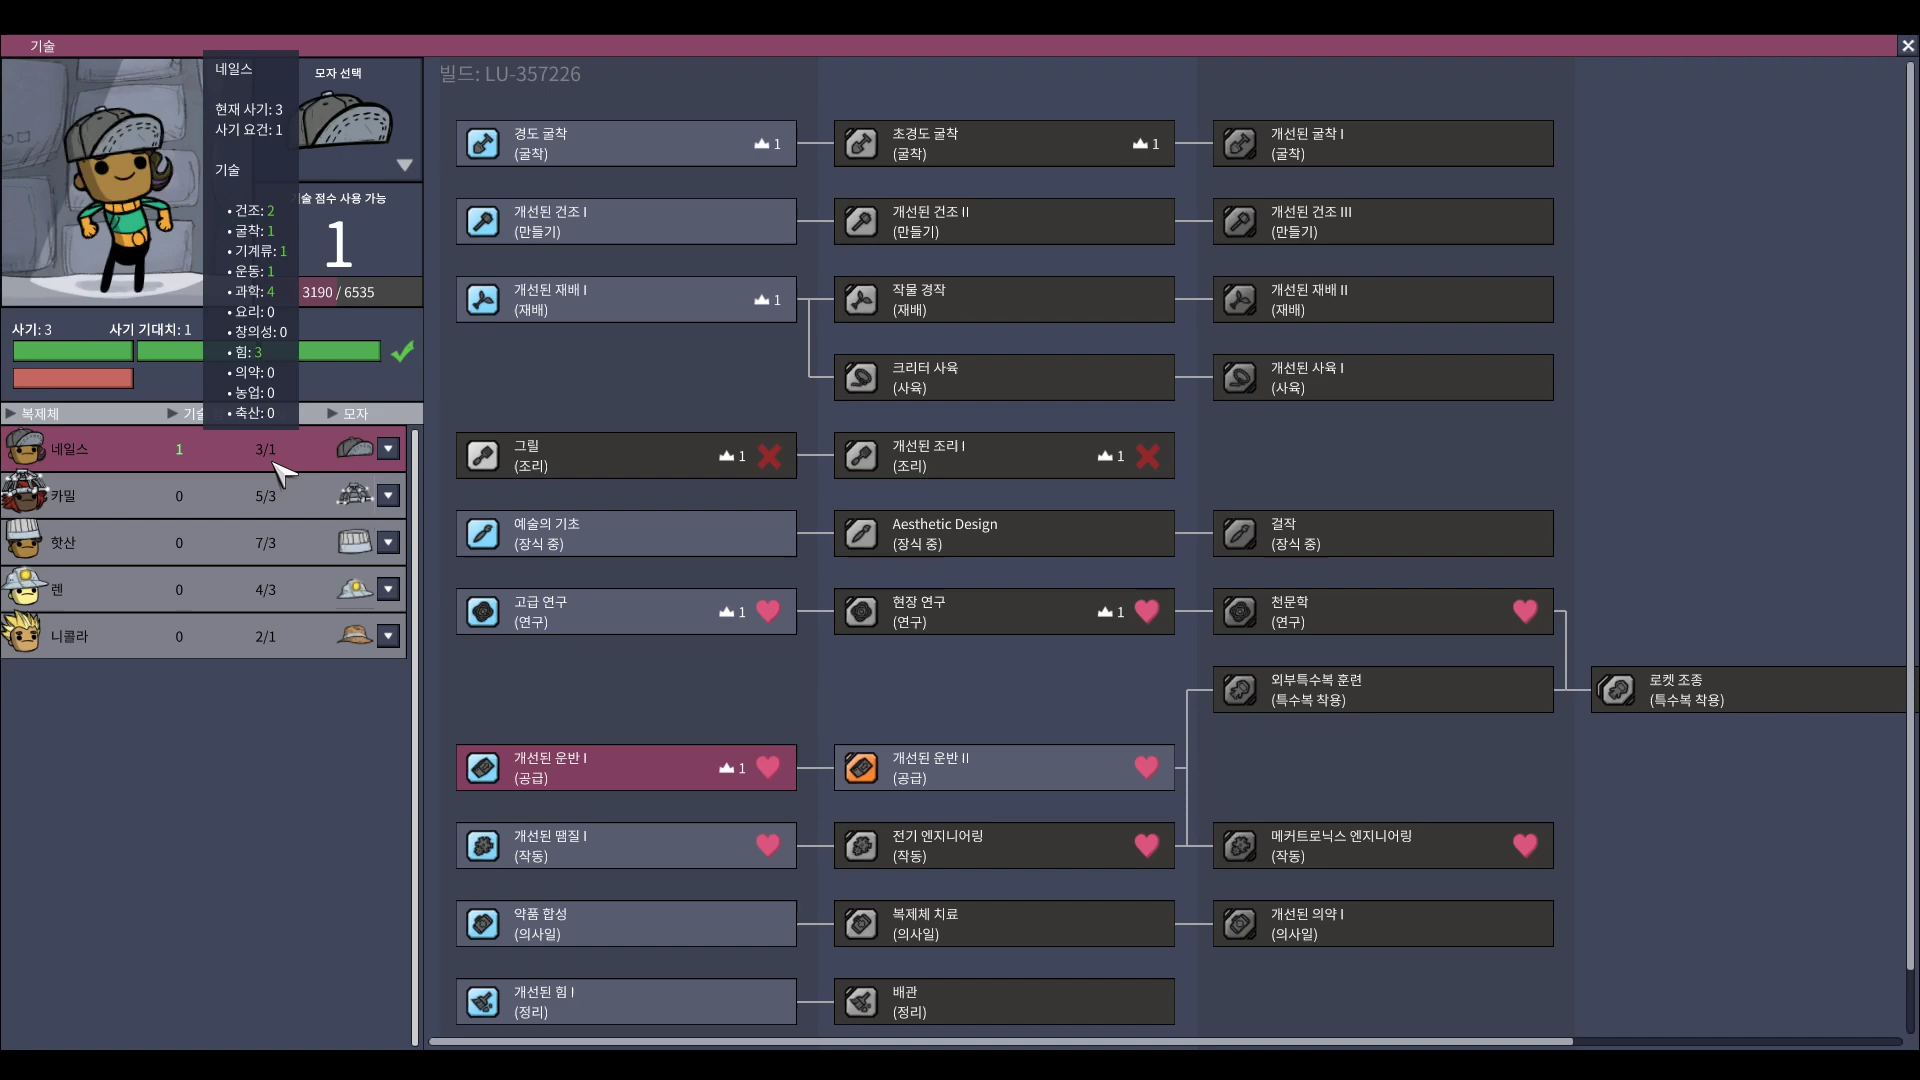 기술
네일스
현재 사기: 3
사기 요건: 1
기술
• 건조: 2
• 굴착: 1
• 기계류: 1
• 운동: 1
• 과학: 4
• 요리: 0
• 창의성: 0
• 힘: 3
• 의약: 0
• 농업: 0
• 축산: 0
모자 선택
술 점수 사용 가능
1
3190 / 6535
사기: 3
사기 기대치: 1
복제체
모자
네일스 1 3/1
카밀 0 5/3
핫산 0 7/3
렌 0 4/3
니콜라 0 2/1
빌드: LU-357226
경도 굴착
(굴착)
1
초경도 굴착
(굴착)
1
개선된 굴착 I
(굴착)
개선된 건조 I
(만들기)
개선된 건조 II
(만들기)
개선된 건조 III
(만들기)
개선된 재배 I
(재배)
1
작물 경작
(재배)
개선된 재배 II
(재배)
크리터 사육
(사육)
개선된 사육 I
(사육)
그릴
(조리)
1
개선된 조리 I
(조리)
1
예술의 기초
(장식 중)
Aesthetic Design
(장식 중)
걸작
(장식 중)
고급 연구
(연구)
1
현장 연구
(연구)
1
천문학
(연구)
외부특수복 훈련
(특수복 착용)
로켓 조종
(특수복 착용)
개선된 운반 I
(공급)
1
개선된 운반 II
(공급)
개선된 땜질 I
(작동)
전기 엔지니어링
(작동)
메커트로닉스 엔지니어링
(작동)
약품 합성
(의사일)
복제체 치료
(의사일)
개선된 의약 I
(의사일)
개선된 힘 I
(정리)
배관
(정리)